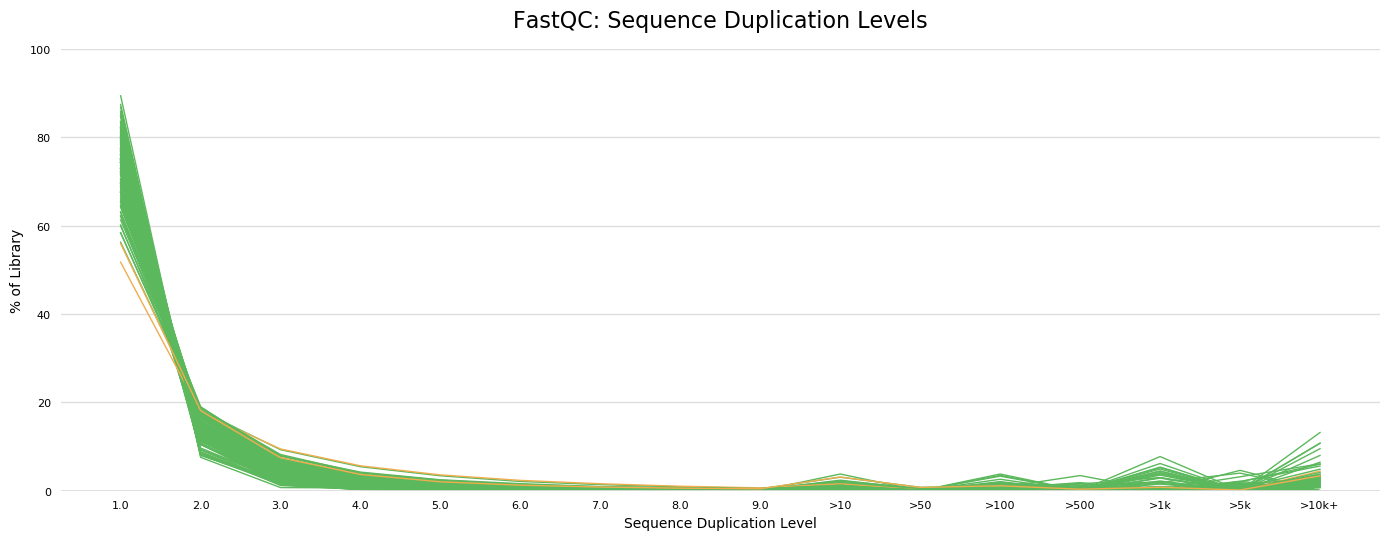 FastQC: Sequence Duplication Levels
100
80
60
40
20
0
% of Library
1.0 2.0 3.0 4.0 5.0 6.0 7.0 8.0 9.0 >10 >50 >100 >500 >1k >5k >10k+
Sequence Duplication Level